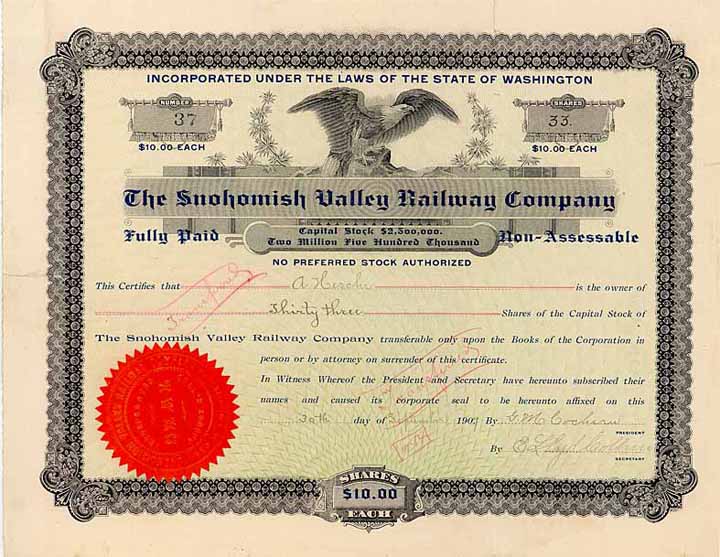 INCORPORATED UNDER THE LAWS OF THE STATE OF WASHINGTON
NUMBER SHARES
37 33
$10.00 EACH $10.00 EACH
The Snohomish Valley Railway Company
Fully Paid Capital Stock $2,500,000. Non-Assessable
Two Million Five Hundred Thousand
NO PREFERRED STOCK AUTHORIZED
This Certifies that A is the owner of
Transferred
Thirty three Shares of the Capital Stock of
The Snohomish Valley Railway Company transferable only upon the Books of the Corporation in
person or by attorney on surrender of this certificate.
In Witness Whereof the President and Secretary have hereunto subscribed their
names and caused its corporate seal to be hereunto affixed on this
30th day of September 1907 By G. M. Cochran
PRESIDENT
By
SECRETARY
SHARES
$10.00
EACH